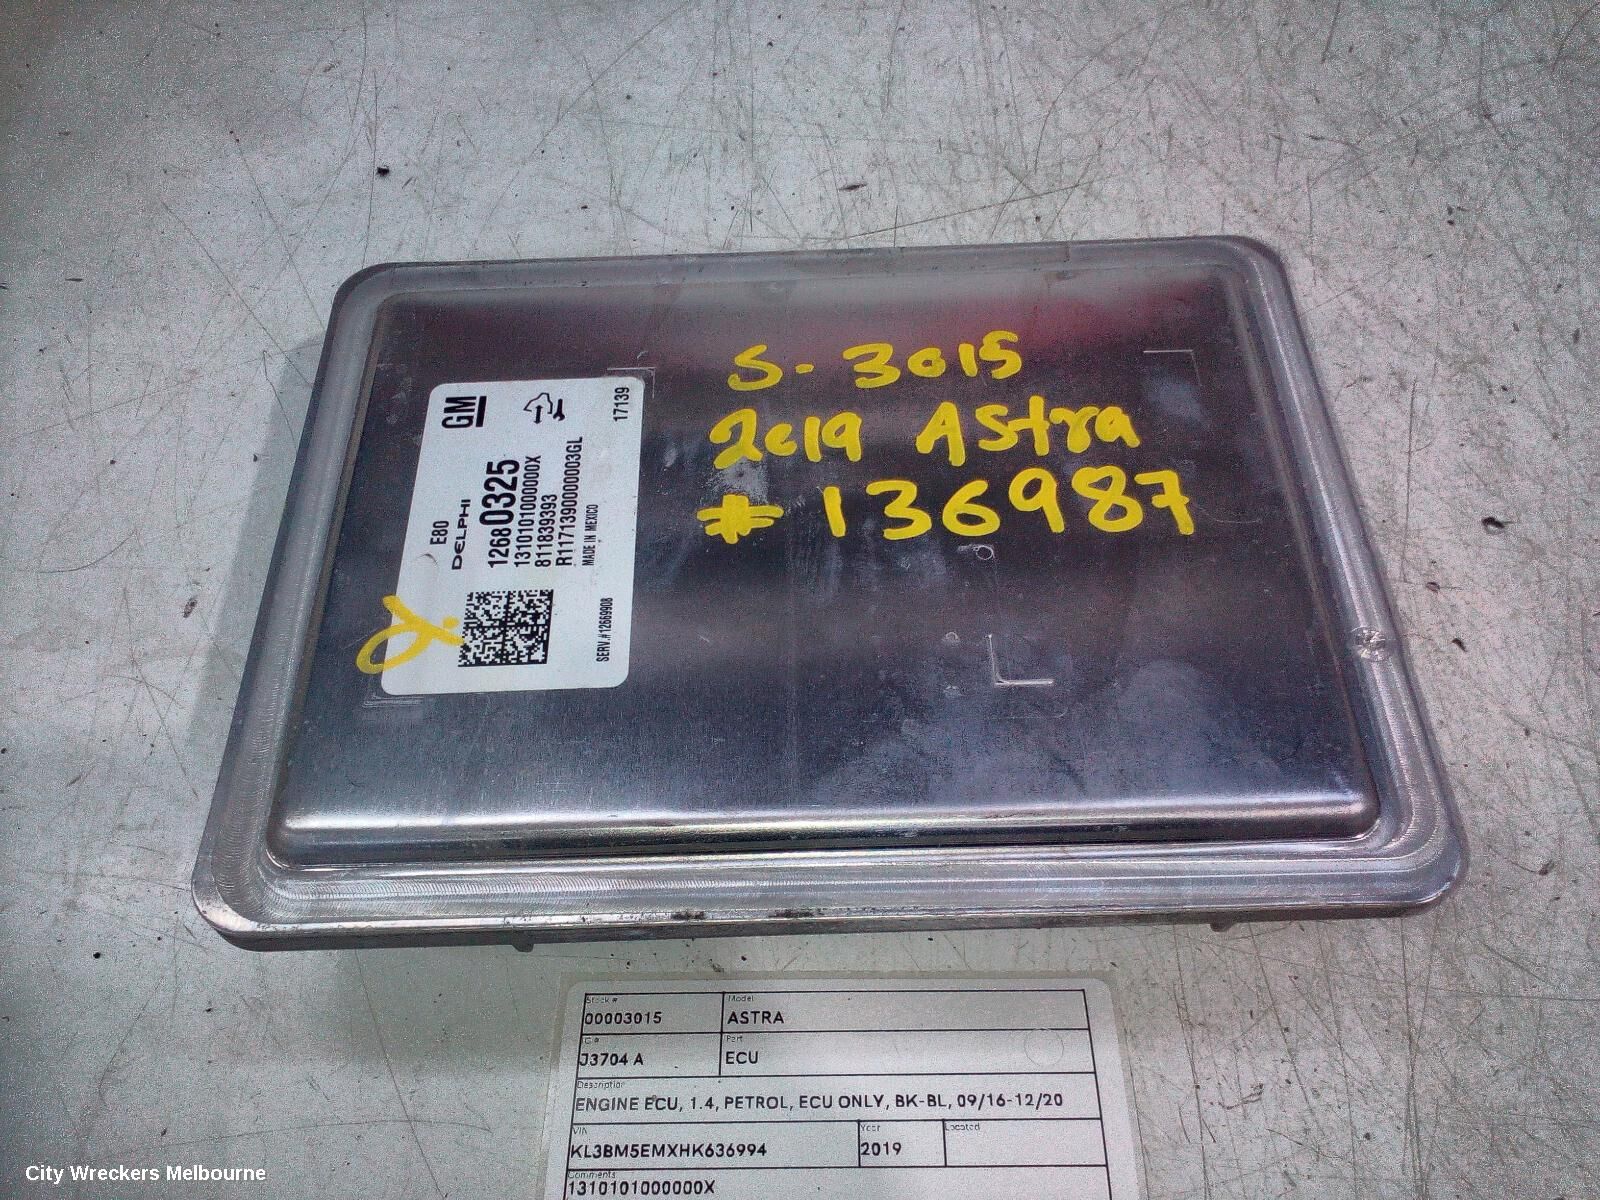 S-3015
2019 Astra
# 136987
GM
E80
DELPHI
12680325
1310101000000X
811839393
R1171390000003GL
MADE IN MEXICO
17139
SERV.#12669908
Stock #
00003015
Model
ASTRA
IC #
J3704 A
Part
ECU
Description
ENGINE ECU, 1.4, PETROL, ECU ONLY, BK-BL, 09/16-12/20
VIN
KL3BM5EMXHK636994
Year
2019
Located
Comments
1310101000000X
City Wreckers Melbourne